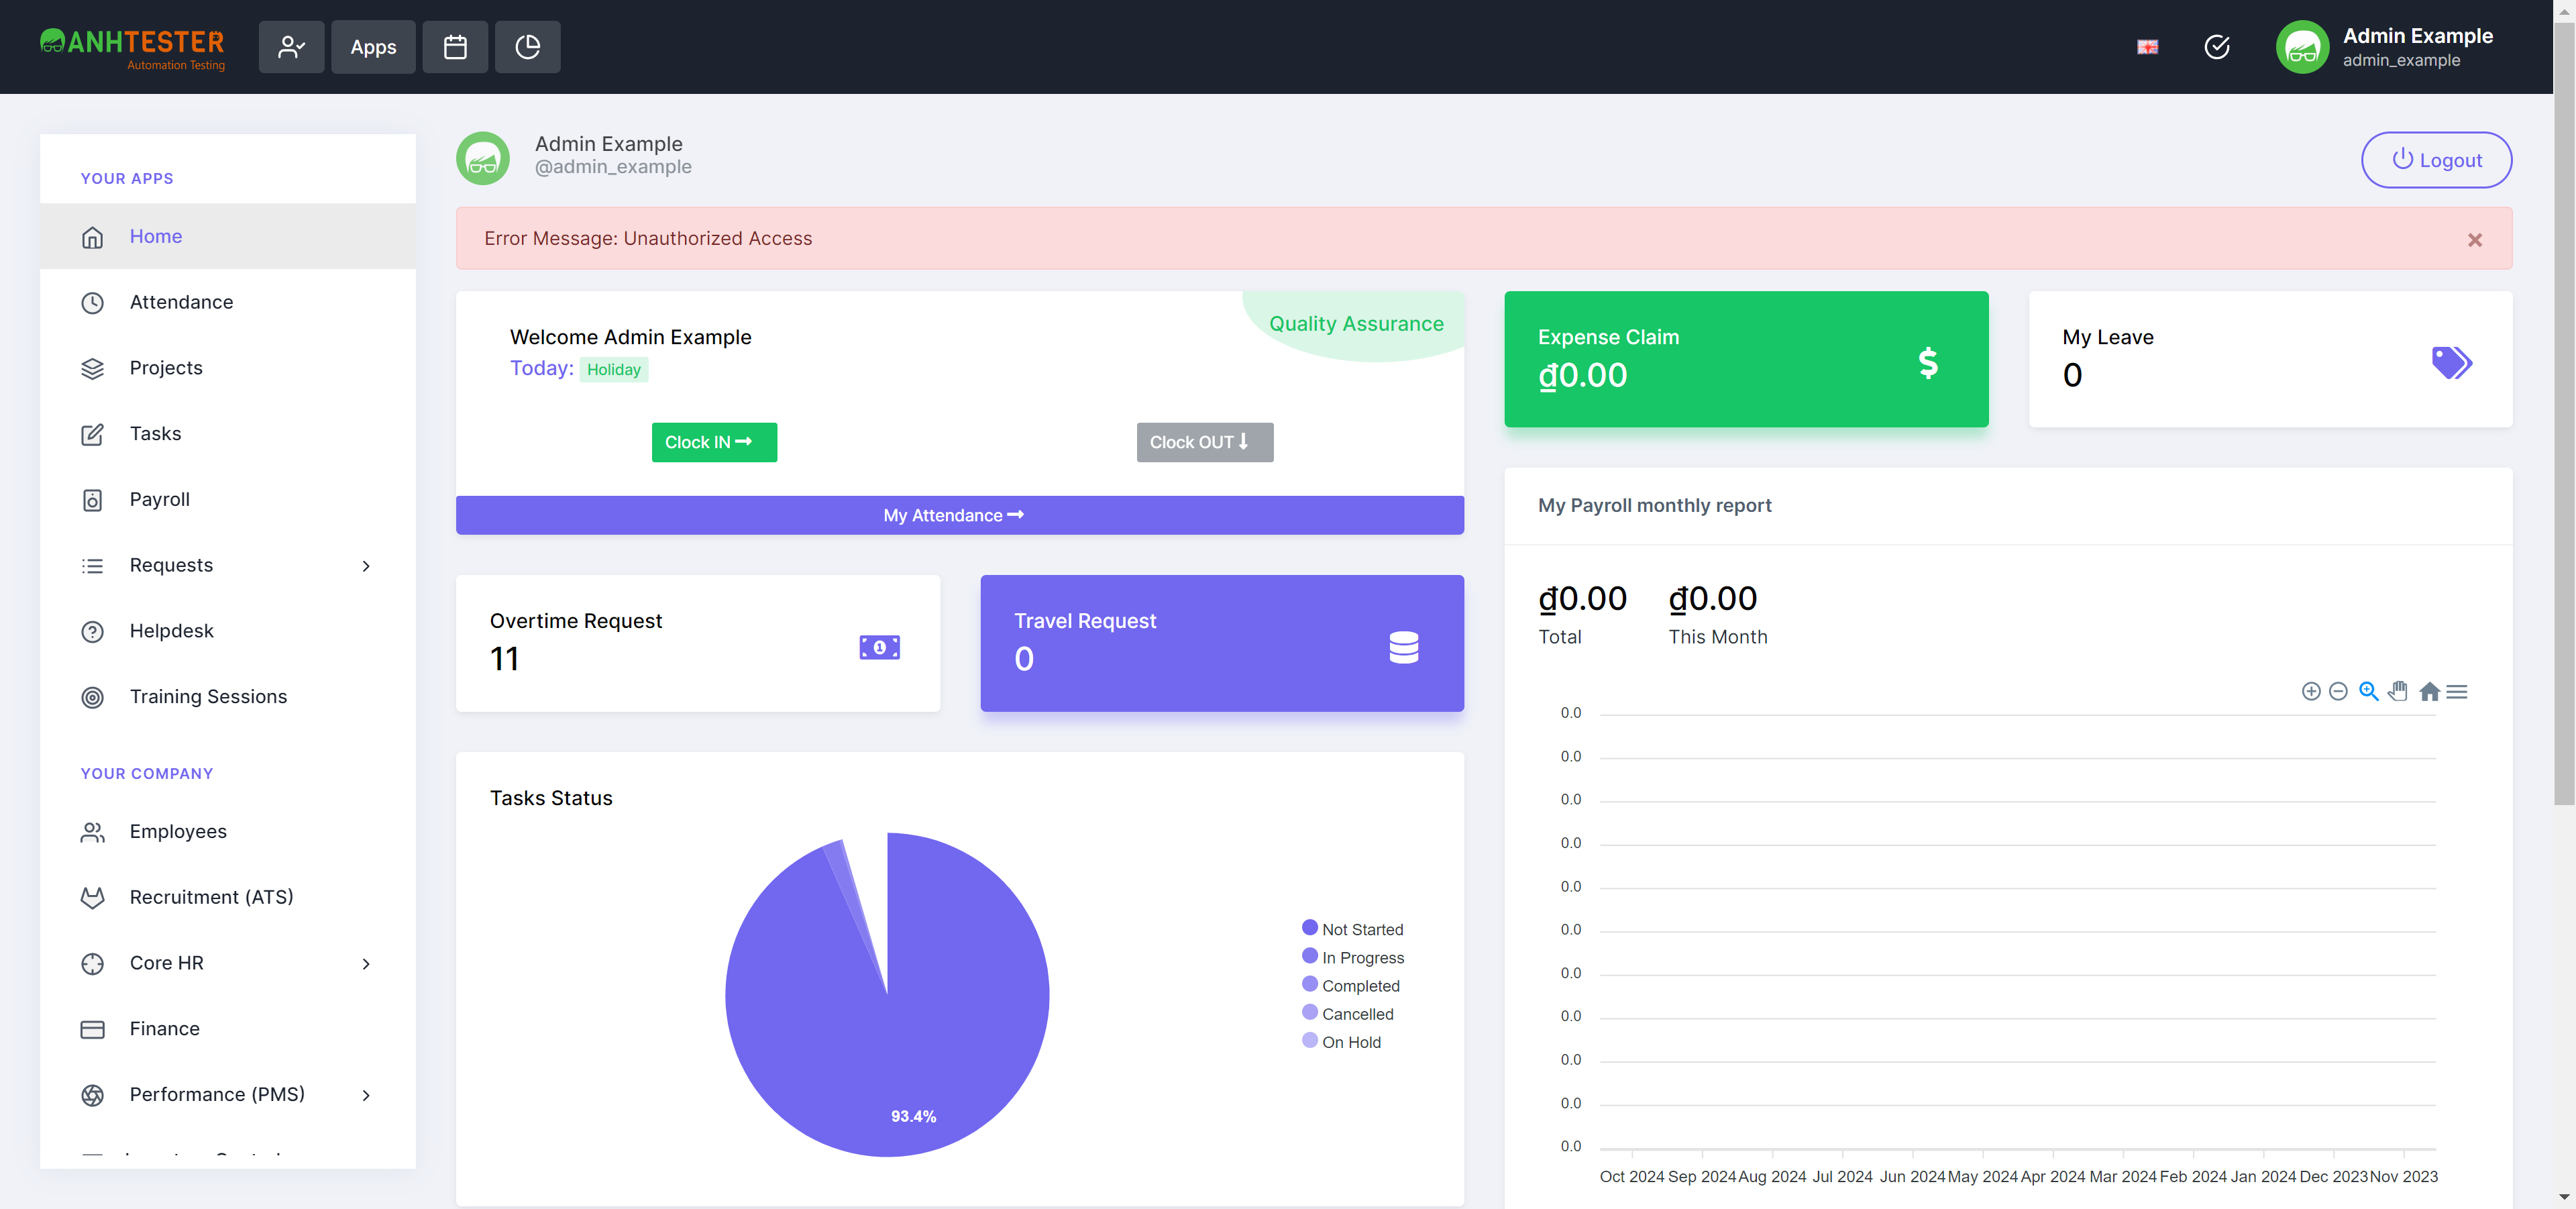 ANHTESTER
Automation Testing
Apps
Admin Example
admin_example
YOUR APPS
Home
Attendance
Projects
Tasks
Payroll
Requests
Helpdesk
Training Sessions
YOUR COMPANY
Employees
Recruitment (ATS)
Core HR
Finance
Performance (PMS)
Admin Example
@admin_example
Logout
Error Message: Unauthorized Access
×
Quality Assurance
Welcome Admin Example
Today: Holiday
Clock IN
Clock OUT
My Attendance
Expense Claim
₫0.00
$
My Leave
0
Overtime Request
11
1
Travel Request
0
My Payroll monthly report
₫0.00
Total
₫0.00
This Month
0.0
0.0
0.0
0.0
0.0
0.0
0.0
0.0
0.0
0.0
0.0
Oct 2024 Sep 2024 Aug 2024 Jul 2024 Jun 2024 May 2024 Apr 2024 Mar 2024 Feb 2024 Jan 2024 Dec 2023 Nov 2023
Tasks Status
93.4%
Not Started
In Progress
Completed
Cancelled
On Hold